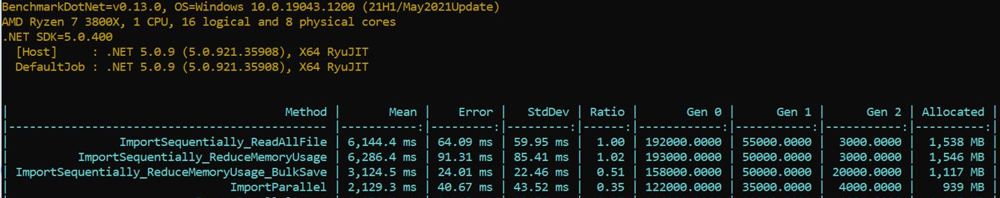 BenchmarkDotNet=v0.13.0, OS=Windows 10.0.19043.1200 (21H1/May2021Update)
AMD Ryzen 7 3800X, 1 CPU, 16 logical and 8 physical cores
.NET SDK=5.0.400
  [Host]     : .NET 5.0.9 (5.0.921.35908), X64 RyuJIT
  DefaultJob : .NET 5.0.9 (5.0.921.35908), X64 RyuJIT
|                                       Method |       Mean |    Error |   StdDev | Ratio |       Gen 0 |      Gen 1 |      Gen 2 | Allocated |
|--------------------------------------------- |-----------:|---------:|---------:|------:|------------:|-----------:|-----------:|----------:|
|                ImportSequentially_ReadAllFile | 6,144.4 ms | 64.09 ms | 59.95 ms |  1.00 | 192000.0000 | 55000.0000 |  3000.0000 |  1,538 MB |
|          ImportSequentially_ReduceMemoryUsage | 6,286.4 ms | 91.31 ms | 85.41 ms |  1.02 | 193000.0000 | 50000.0000 |  3000.0000 |  1,546 MB |
| ImportSequentially_ReduceMemoryUsage_BulkSave | 3,124.5 ms | 24.01 ms | 22.46 ms |  0.51 | 158000.0000 | 50000.0000 | 20000.0000 |  1,117 MB |
|                                ImportParallel | 2,129.3 ms | 40.67 ms | 43.52 ms |  0.35 | 122000.0000 | 35000.0000 |  4000.0000 |    939 MB |